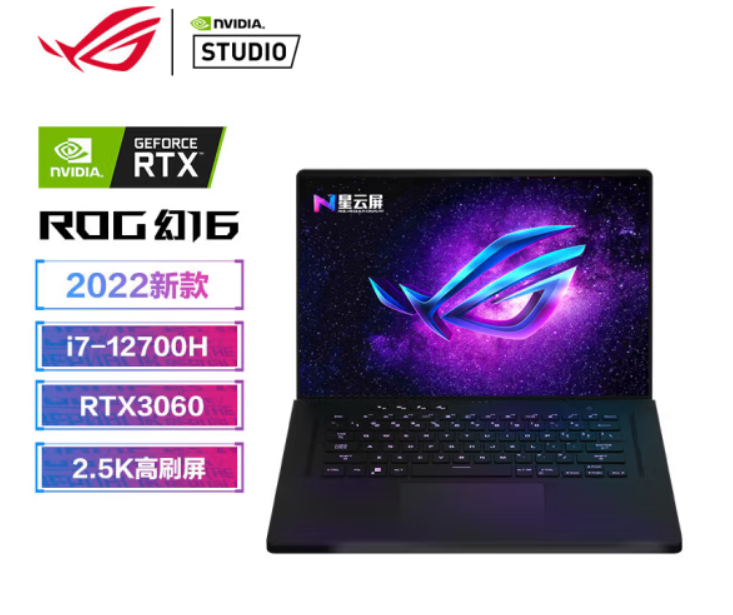 NVIDIA.
STUDIO
NVIDIA.
GEFORCE
RTX™
ROG 幻16
2022新款
i7-12700H
RTX3060
2.5K高刷屏
星云屏